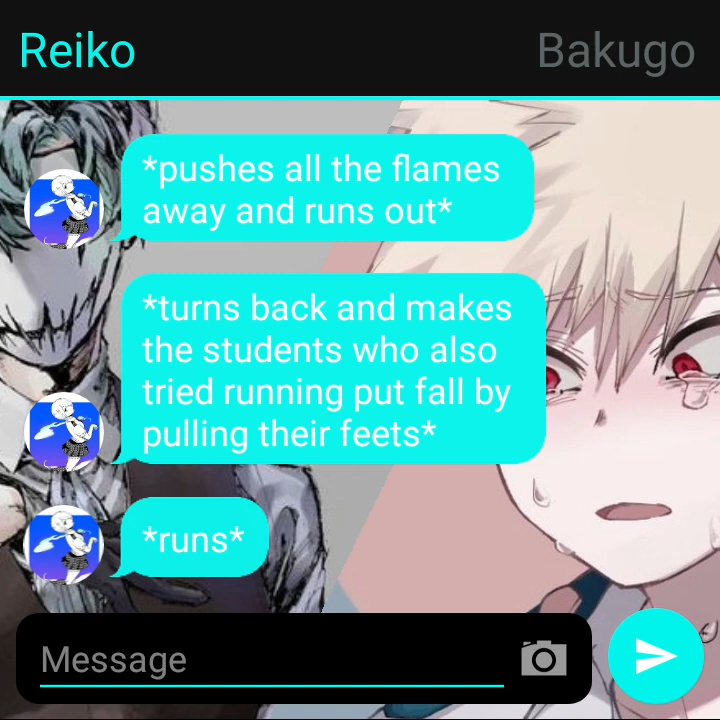 Reiko
Bakugo
*pushes all the flames
away and runs out*
*turns back and makes
the students who also
tried running put fall by
pulling their feets*
*runs*
Message